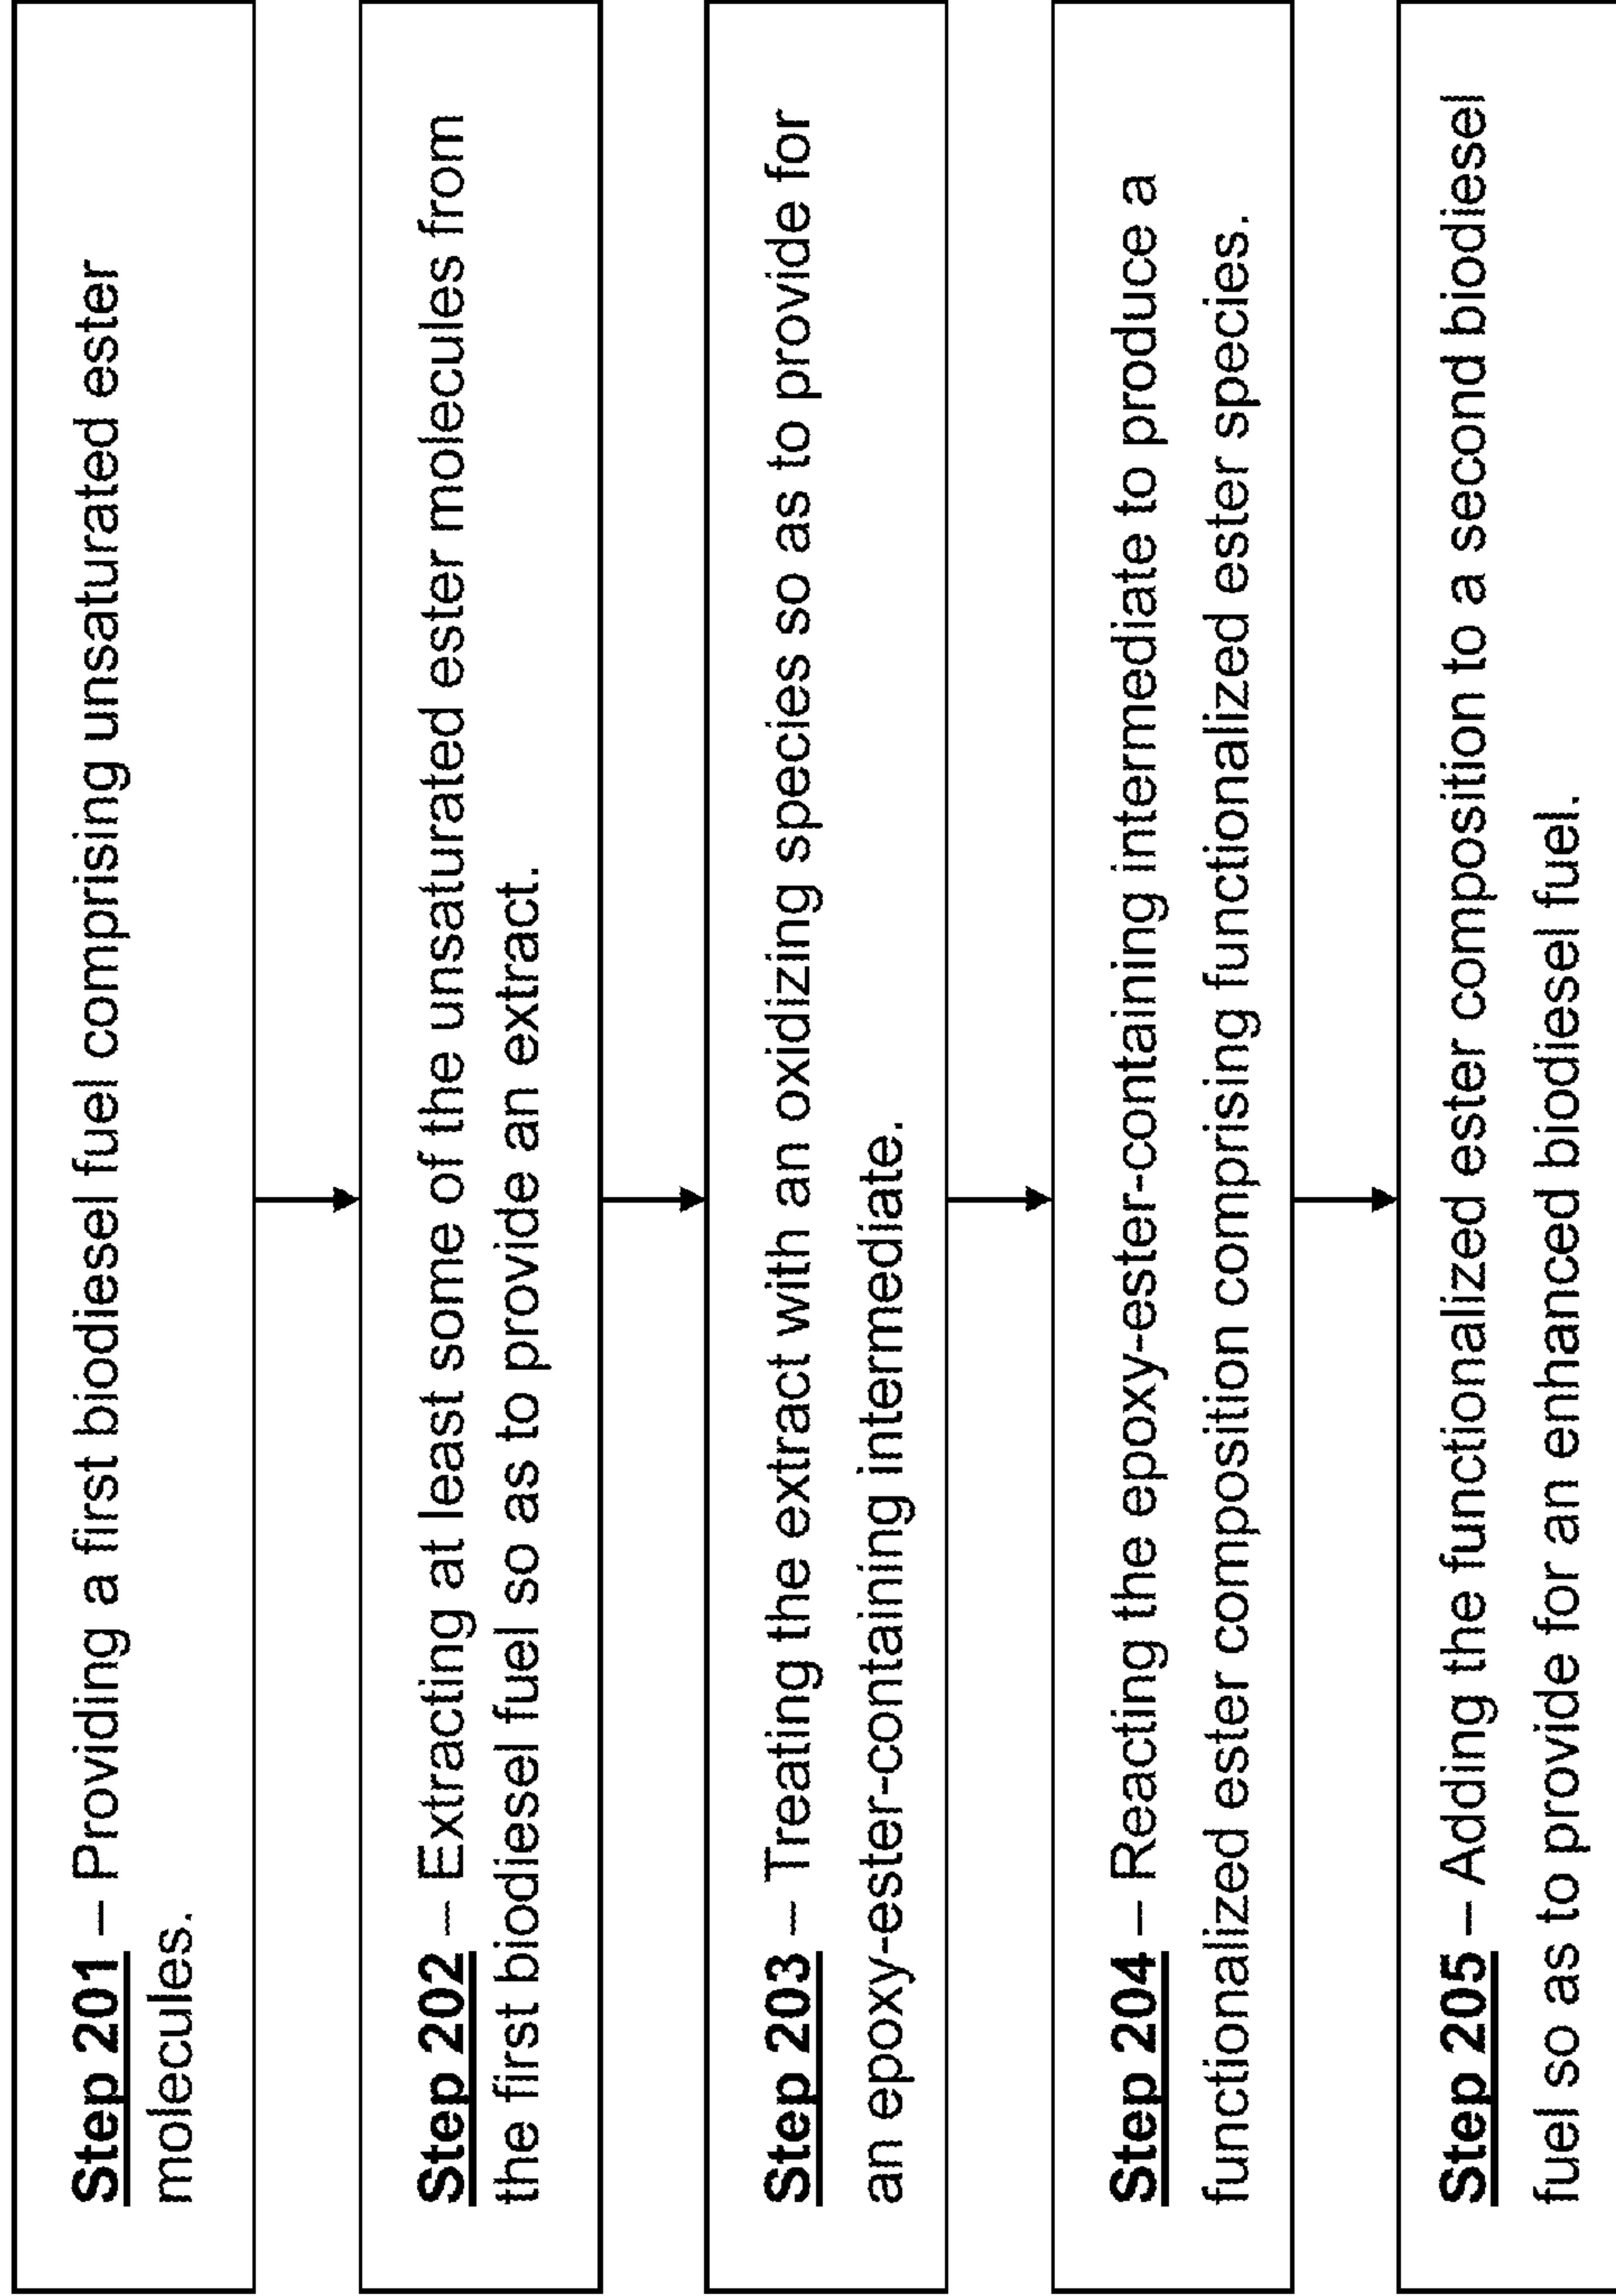 Step 201 – Providing a first biodiesel fuel comprising unsaturated ester
molecules.
Step 202 – Extracting at least some of the unsaturated ester molecules from
the first biodiesel fuel so as to provide an extract.
Step 203 – Treating the extract with an oxidizing species so as to provide for
an epoxy-ester-containing intermediate.
Step 204 – Reacting the epoxy-ester-containing intermediate to produce a
functionalized ester composition comprising functionalized ester species.
Step 205 – Adding the functionalized ester composition to a second biodiesel
fuel so as to provide for an enhanced biodiesel fuel.